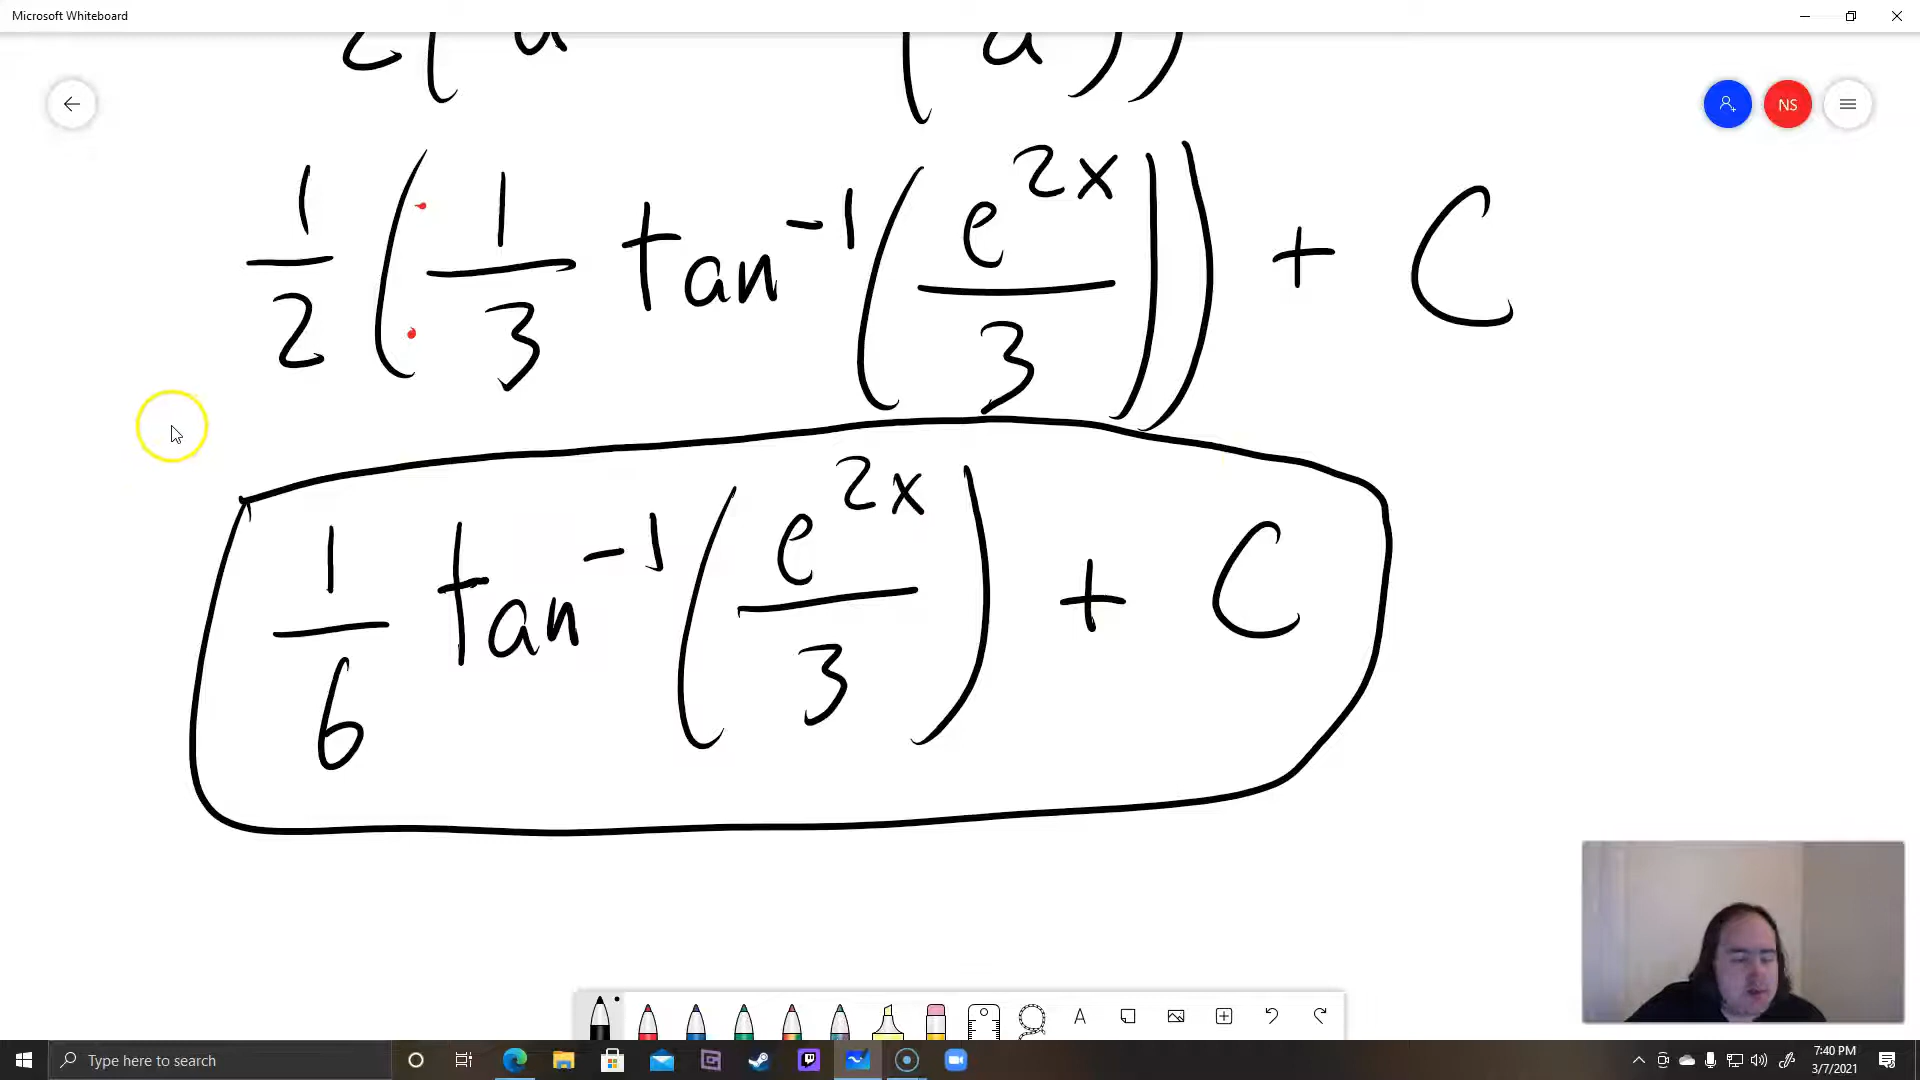 Microsoft Whiteboard
NS
1/2 ( 1/3 tan⁻¹ ( e^2x / 3 ) ) + C
1/6 tan⁻¹ ( e^2x / 3 ) + C
A
Type here to search
7:40 PM
3/7/2021